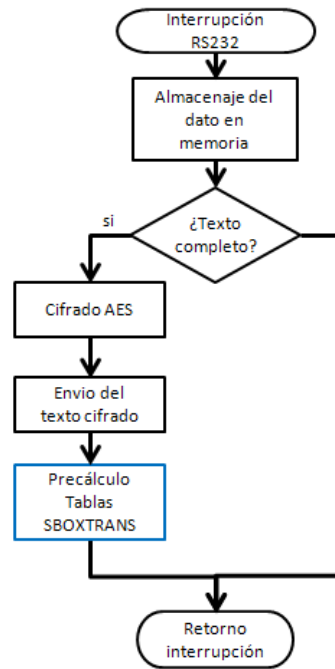 Interrupción
RS232
Almacenaje del
dato en
memoria
¿Texto
completo?
si
Cifrado AES
Envio del
texto cifrado
Precálculo
Tablas
SBOXTRANS
Retorno
interrupción